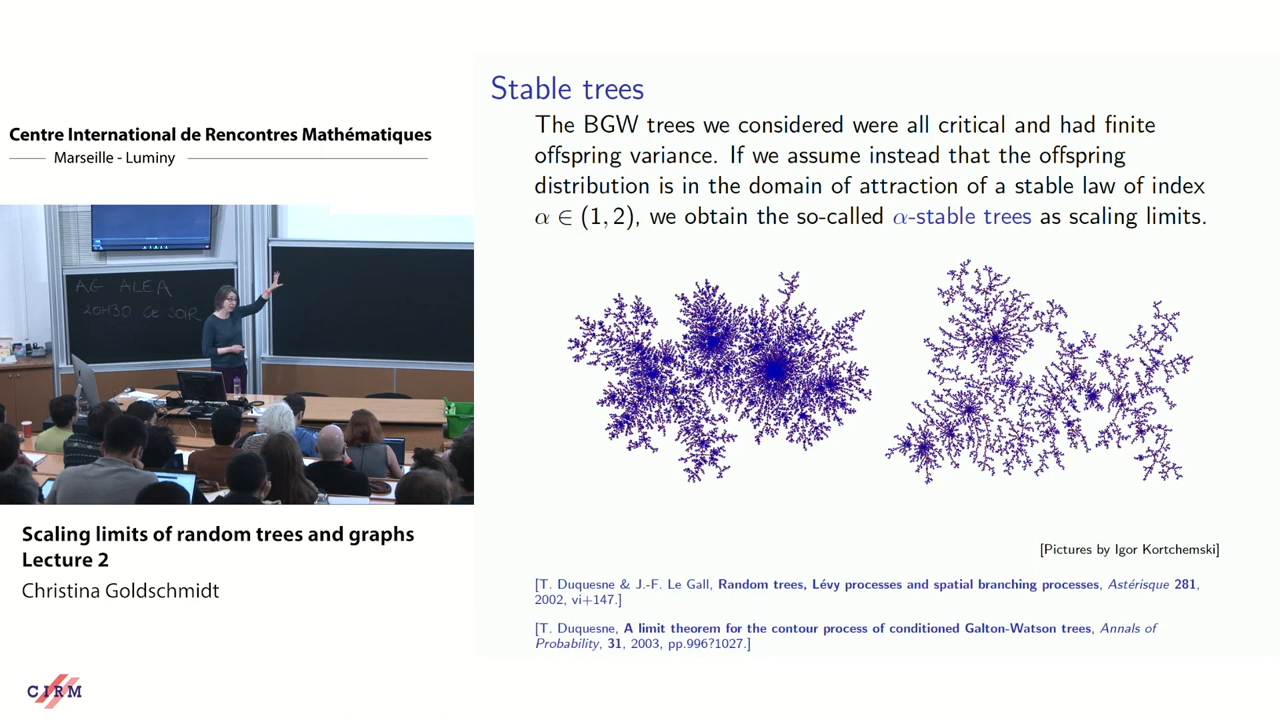 Centre International de Rencontres Mathématiques
Marseille - Luminy
AG ALEA
20H30 CE SOIR
Scaling limits of random trees and graphs
Lecture 2
Christina Goldschmidt
CIRM
Stable trees
The BGW trees we considered were all critical and had finite
offspring variance. If we assume instead that the offspring
distribution is in the domain of attraction of a stable law of index
α ∈ (1, 2), we obtain the so-called α-stable trees as scaling limits.
[Pictures by Igor Kortchemski]
[T. Duquesne & J.-F. Le Gall, Random trees, Lévy processes and spatial branching processes, Astérisque 281,
2002, vi+147.]
[T. Duquesne, A limit theorem for the contour process of conditioned Galton-Watson trees, Annals of
Probability, 31, 2003, pp.996?1027.]